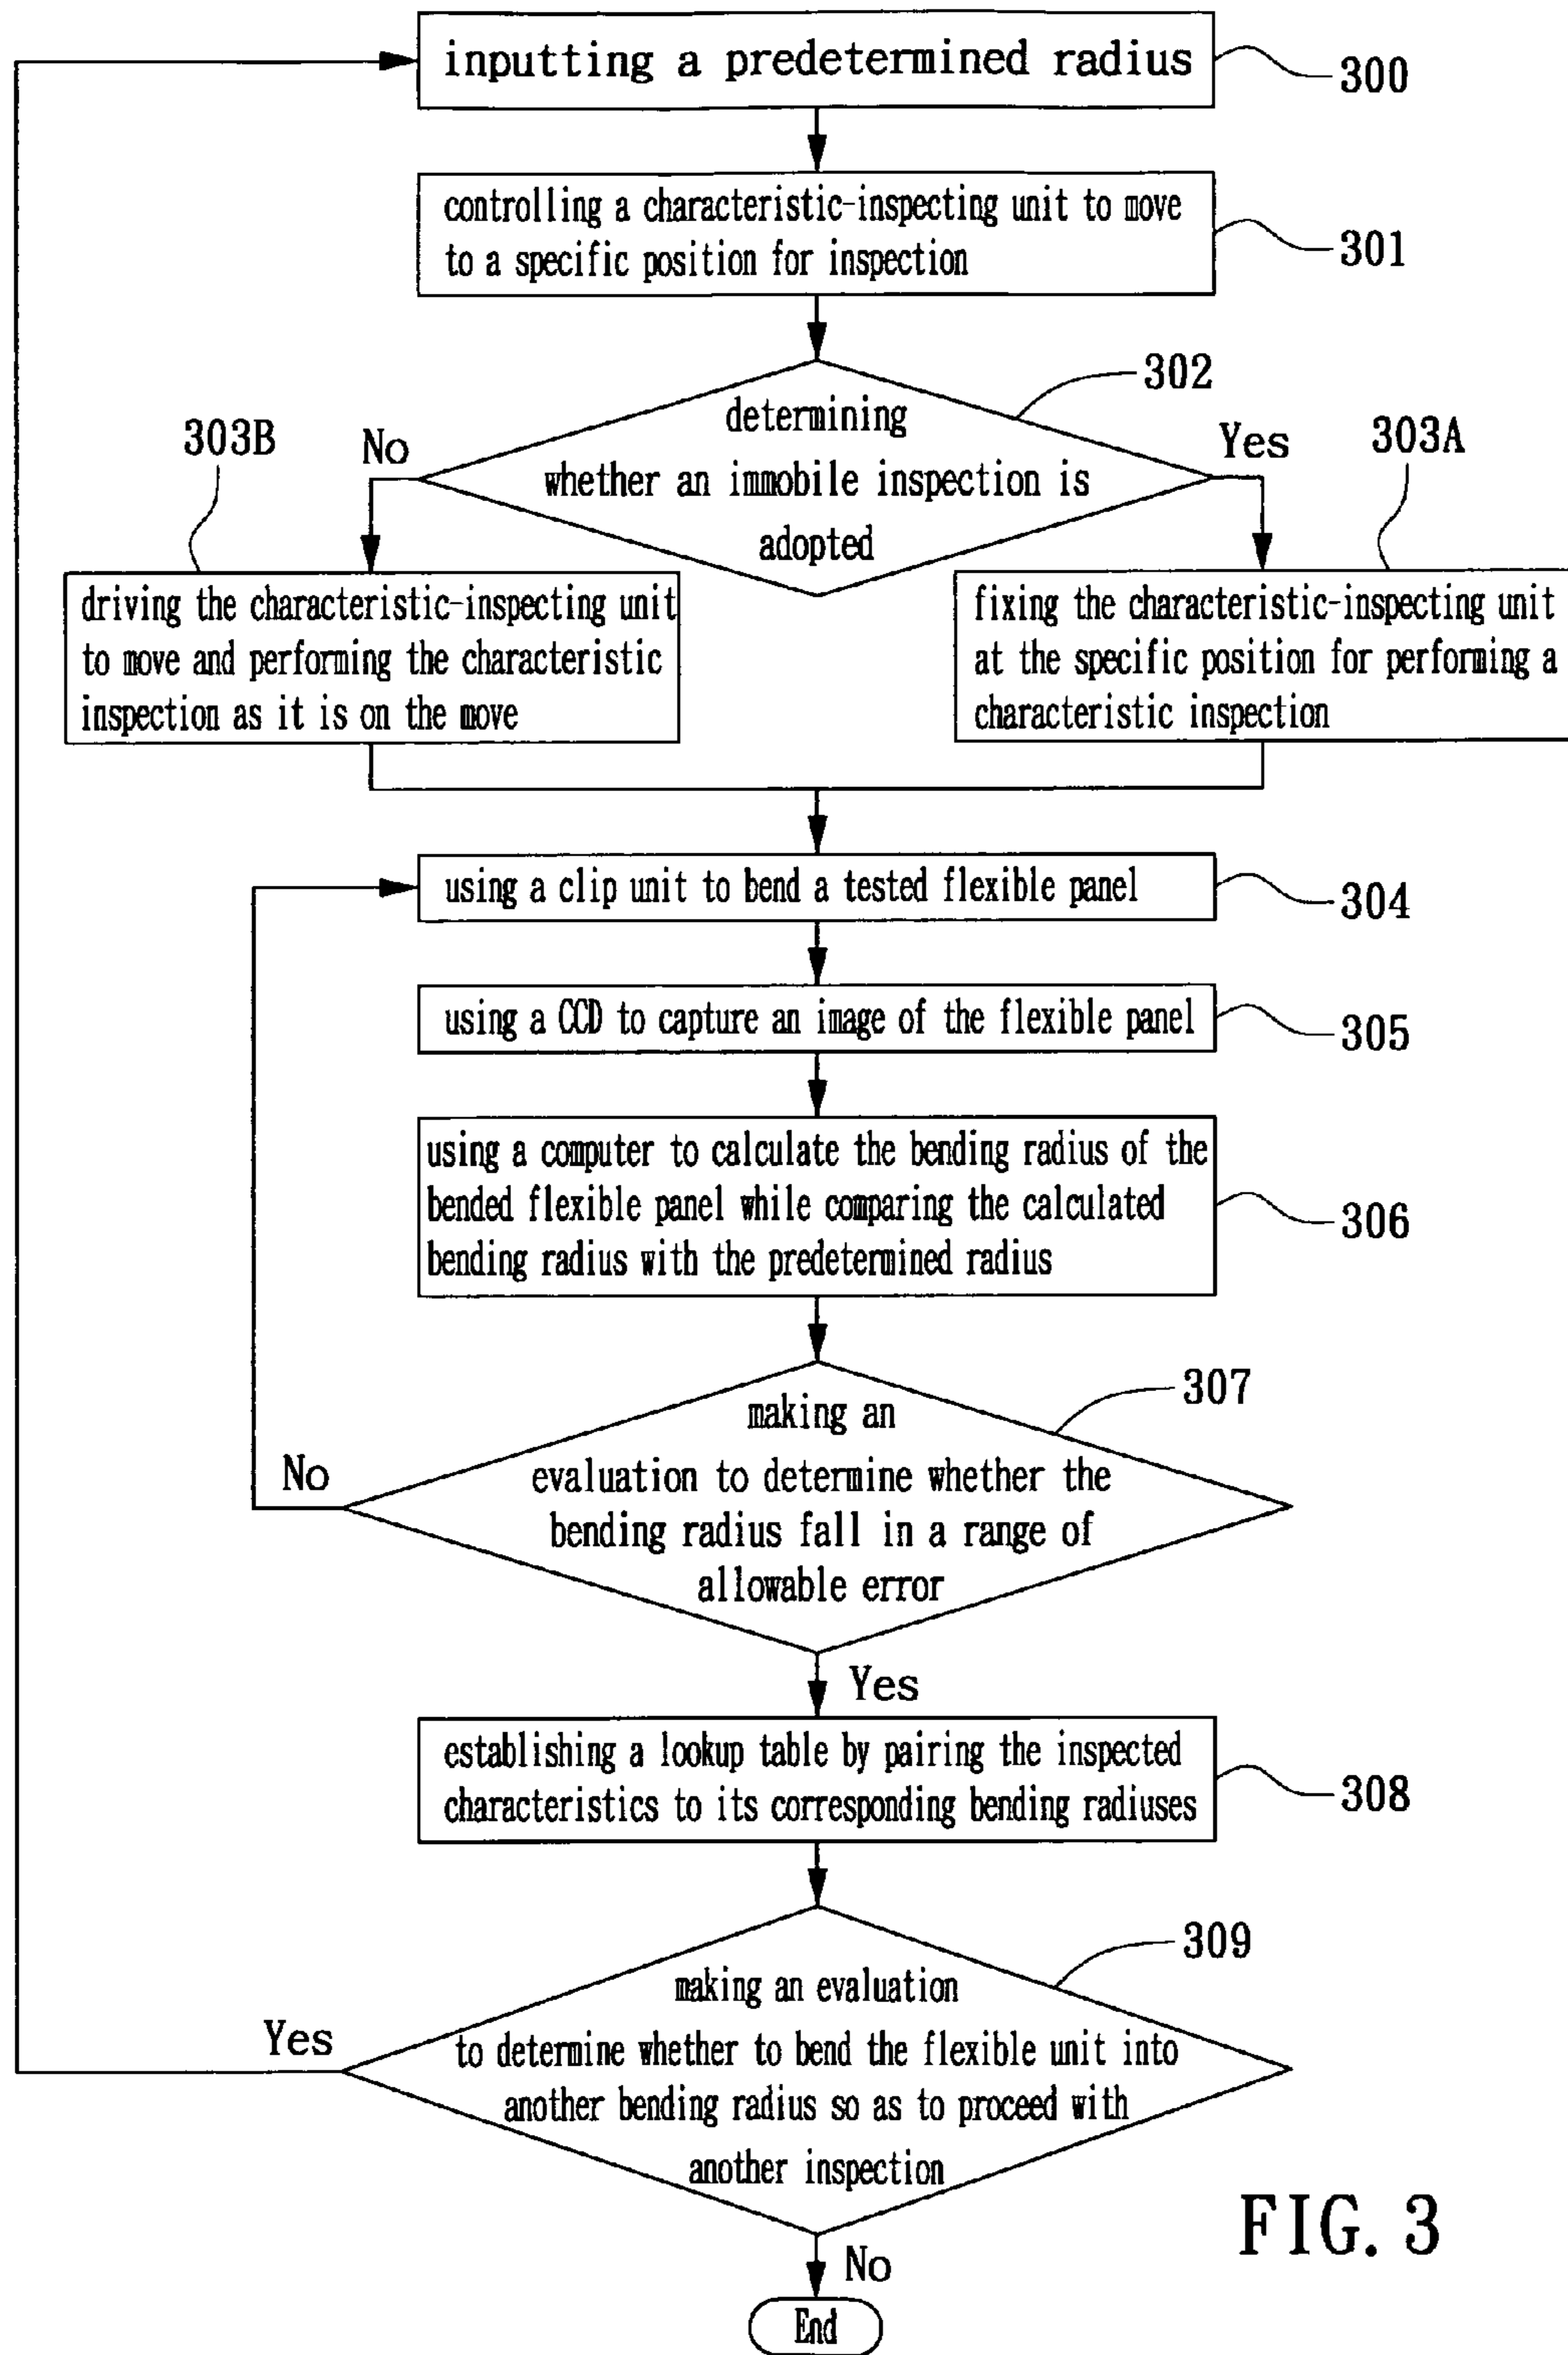 inputting a predetermined radius
300
controlling a characteristic-inspecting unit to move
to a specific position for inspection
301
302
determining
whether an immobile inspection is
adopted
No
Yes
303B
303A
driving the characteristic-inspecting unit
to move and performing the characteristic
inspection as it is on the move
fixing the characteristic-inspecting unit
at the specific position for performing a
characteristic inspection
using a clip unit to bend a tested flexible panel
304
using a CCD to capture an image of the flexible panel
305
using a computer to calculate the bending radius of the
bended flexible panel while comparing the calculated
bending radius with the predetermined radius
306
307
making an
evaluation to determine whether the
bending radius fall in a range of
allowable error
No
Yes
establishing a lookup table by pairing the inspected
characteristics to its corresponding bending radiuses
308
309
making an evaluation
to determine whether to bend the flexible unit into
another bending radius so as to proceed with
another inspection
Yes
No
End
FIG. 3